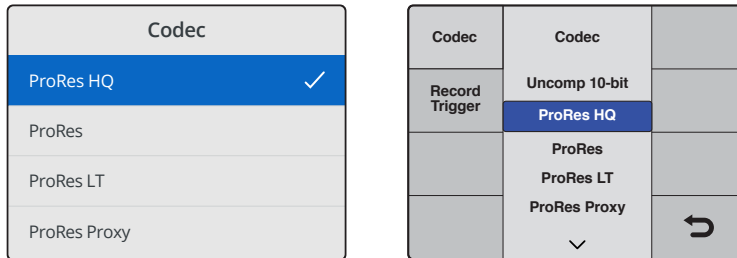 Codec
ProRes HQ
ProRes
ProRes LT
ProRes Proxy
Codec
Record
Trigger
Codec
Uncomp 10-bit
ProRes HQ
ProRes
ProRes LT
ProRes Proxy